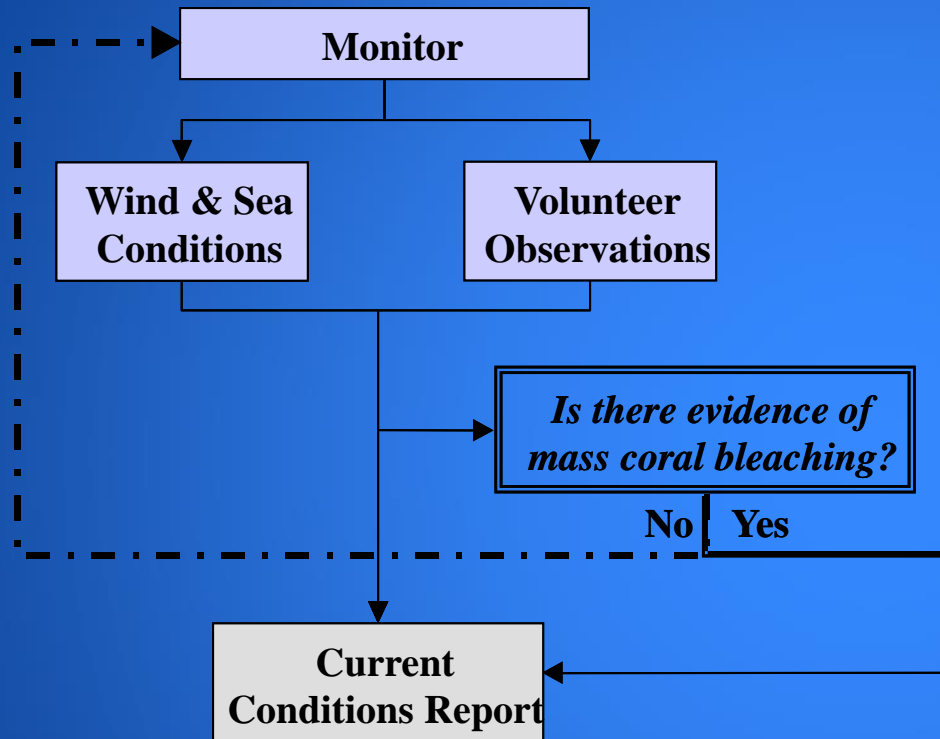 Monitor
Wind & Sea
Conditions
Volunteer
Observations
Is there evidence of
mass coral bleaching?
No Yes
Current
Conditions Report